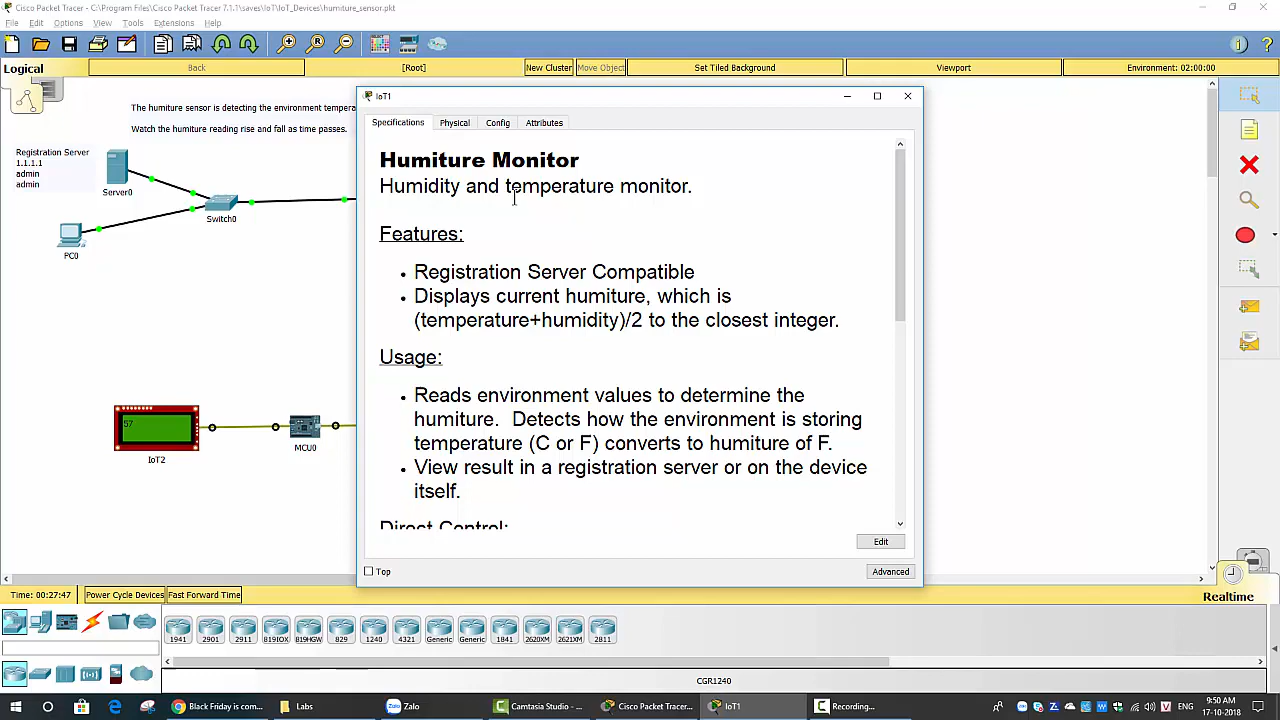 Cisco Packet Tracer - C:\Program Files\Cisco Packet Tracer 7.1.1\saves\IoT\IoT_Devices\humiture_sensor.pkt
File Edit Options View Tools Extensions Help
Logical Back [Root] New Cluster Move Object Set Tiled Background Viewport Environment: 02:00:00
The humiture sensor is detecting the environment tempera
Watch the humiture reading rise and fall as time passes.
Registration Server
1.1.1.1
admin
admin
Server0
Switch0
PC0
57
IoT2
MCU0
IoT1
Specifications Physical Config Attributes
Humiture Monitor
Humidity and temperature monitor.
Features:
• Registration Server Compatible
• Displays current humiture, which is
(temperature+humidity)/2 to the closest integer.
Usage:
• Reads environment values to determine the
humiture. Detects how the environment is storing
temperature (C or F) converts to humiture of F.
• View result in a registration server or on the device
itself.
Direct Control:
Edit
Top Advanced
Time: 00:27:47 Power Cycle Devices Fast Forward Time Realtime
1941 2901 2911 819IOX 819HGW 829 1240 4321 Generic Generic 1841 2620XM 2621XM 2811
CGR1240
Black Friday is com... Labs Zalo Camtasia Studio - ... Cisco Packet Tracer... IoT1 Recording...
9:50 AM
17-10-2018